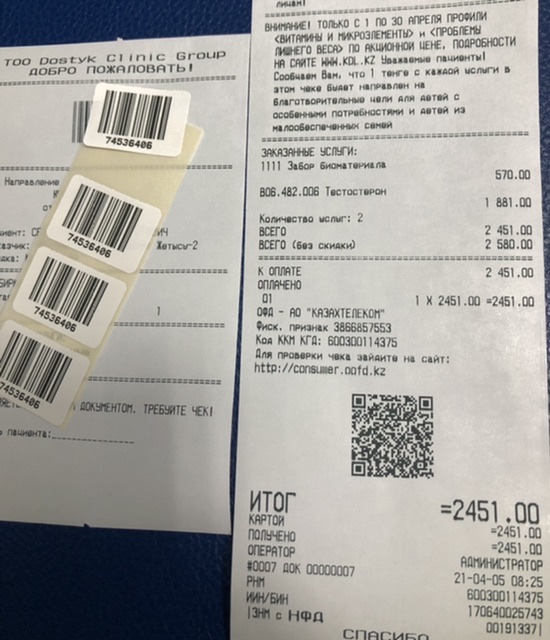 ТОО Dostyk Clinic Group
ДОБРО ПОЖАЛОВАТЬ!
74536406
74536406
74536406
74536406
Направление
Жетысу-2
1
ДОКУМЕНТОМ. ТРЕБУЙТЕ ЧЕК!
пациента:
лицам!
ВНИМАНИЕ! ТОЛЬКО С 1 ПО 30 АПРЕЛЯ ПРОФИЛИ
<ВИТАМИНЫ И МИКРОЭЛЕМЕНТЫ> И <ПРОБЛЕМЫ
ЛИШНЕГО ВЕСА> ПО АКЦИОННОЙ ЦЕНЕ, ПОДРОБНОСТИ
НА САЙТЕ WWW.KDL.KZ Уважаемые пациенты!
Сообщаем Вам, что 1 тенге с каждой услуги в
этом чеке будет направлен на
благотворительные цели для детей с
особенными потребностями и детей из
малообеспеченных семей
ЗАКАЗАННЫЕ УСЛУГИ:
1111 Забор биоматериала
570.00
B06.482.006 Тестостерон
1 881.00
Количество услуг: 2
ВСЕГО 2 451.00
ВСЕГО (без скидки) 2 580.00
К ОПЛАТЕ 2 451.00
ОПЛАЧЕНО
01 1 X 2451.00 =2451.00
ОФД - АО "КАЗАХТЕЛЕКОМ"
Фиск. признак 3866857553
Код ККМ КГД: 600300114375
Для проверки чека зайдите на сайт:
http://consumer.oofd.kz
ИТОГ =2451.00
КАРТОЙ =2451.00
ПОЛУЧЕНО =2451.00
ОПЕРАТОР АДМИНИСТРАТОР
#0007 ДОК 00000007 21-04-05 08:25
РНМ 600300114375
ИИН/БИН 170640025743
|ЗНМ с НФД 00191337|
СПАСИБО